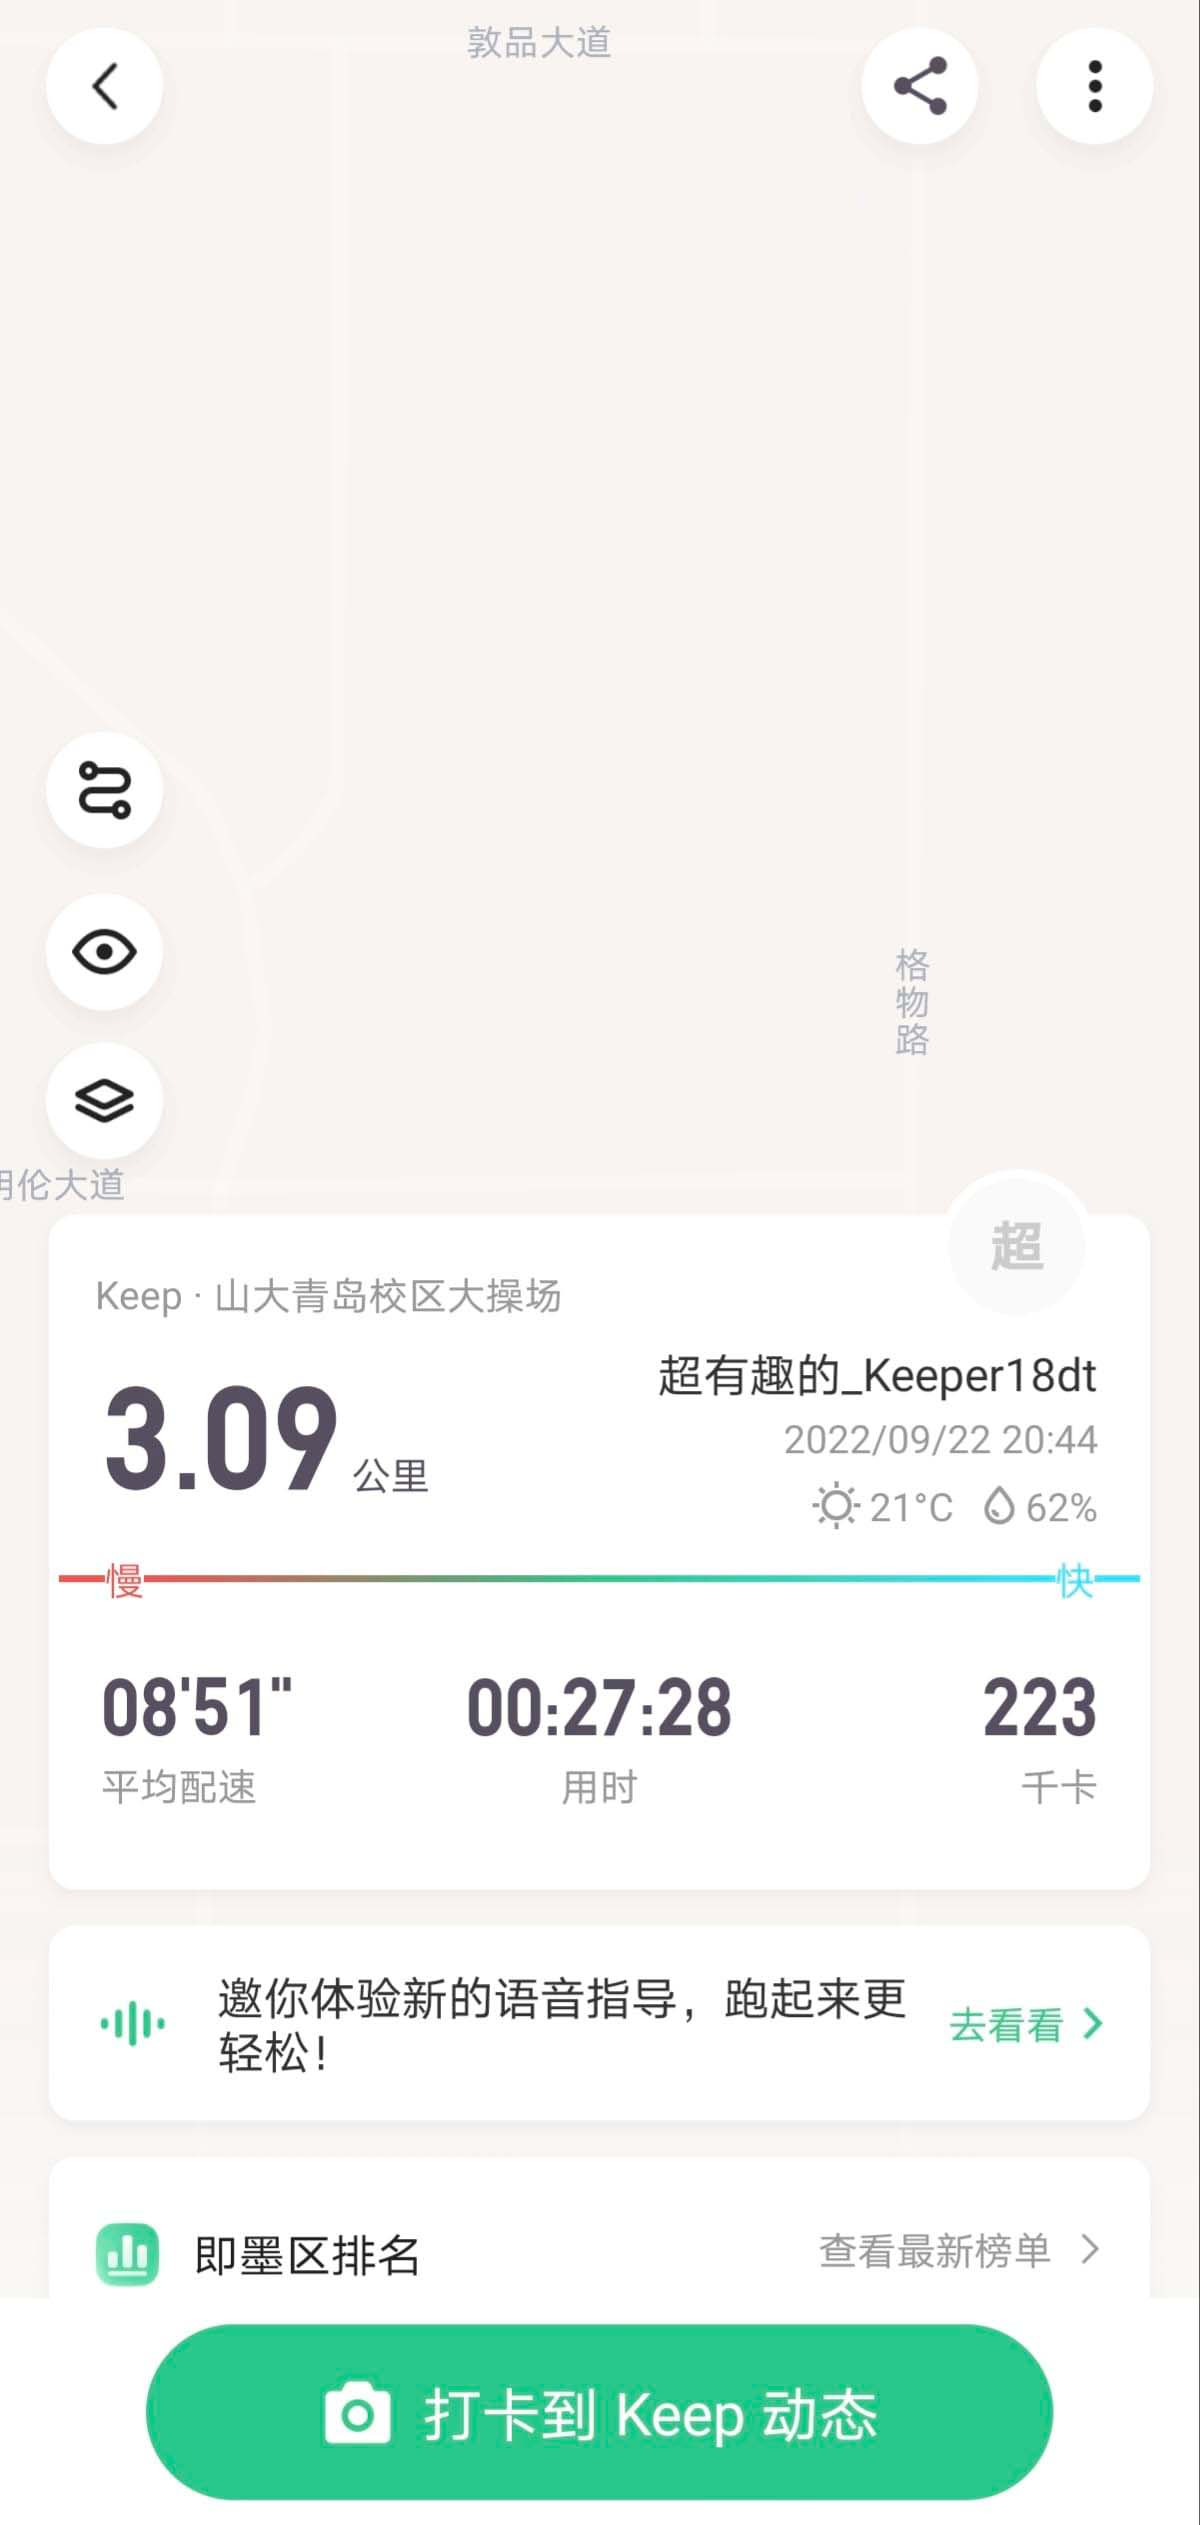 敦品大道
格物路
伦大道
超
Keep · 山大青岛校区大操场
超有趣的_Keeper18dt
3.09 公里
2022/09/22 20:44
21°C 62%
慢 快
08'51" 00:27:28 223
平均配速 用时 千卡
邀你体验新的语音指导，跑起来更
轻松！
去看看
即墨区排名 查看最新榜单
打卡到 Keep 动态